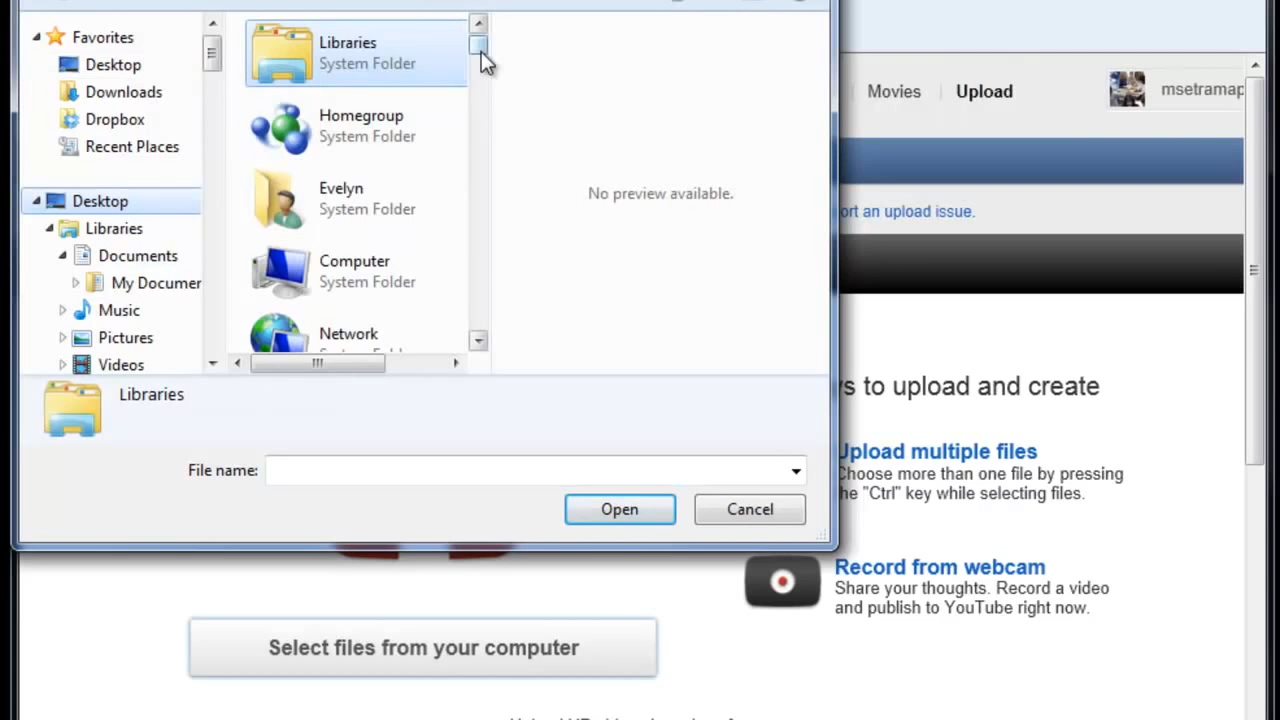 Favorites
Desktop
Downloads
Dropbox
Recent Places
Desktop
Libraries
Documents
My Documer
Music
Pictures
Videos
Libraries
System Folder
Homegroup
System Folder
Evelyn
System Folder
Computer
System Folder
Network
System Folder
No preview available.
Libraries
File name:
Open
Cancel
Movies
Upload
msetramap
ort an upload issue.
s to upload and create
Upload multiple files
Choose more than one file by pressing
the "Ctrl" key while selecting files.
Record from webcam
Share your thoughts. Record a video
and publish to YouTube right now.
Select files from your computer